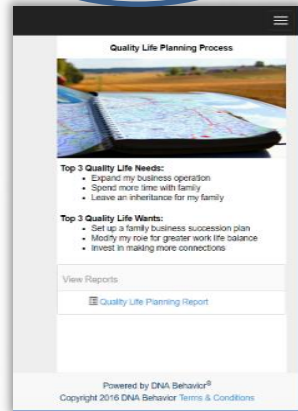 Quality Life Planning Process
Top 3 Quality Life Needs:
• Expand my business operation
• Spend more time with family
• Leave an inheritance for my family
Top 3 Quality Life Wants:
• Set up a family business succession plan
• Modify my role for greater work life balance
• Invest in making more connections
View Reports
Quality Life Planning Report
Powered by DNA Behavior®
Copyright 2016 DNA Behavior Terms & Conditions